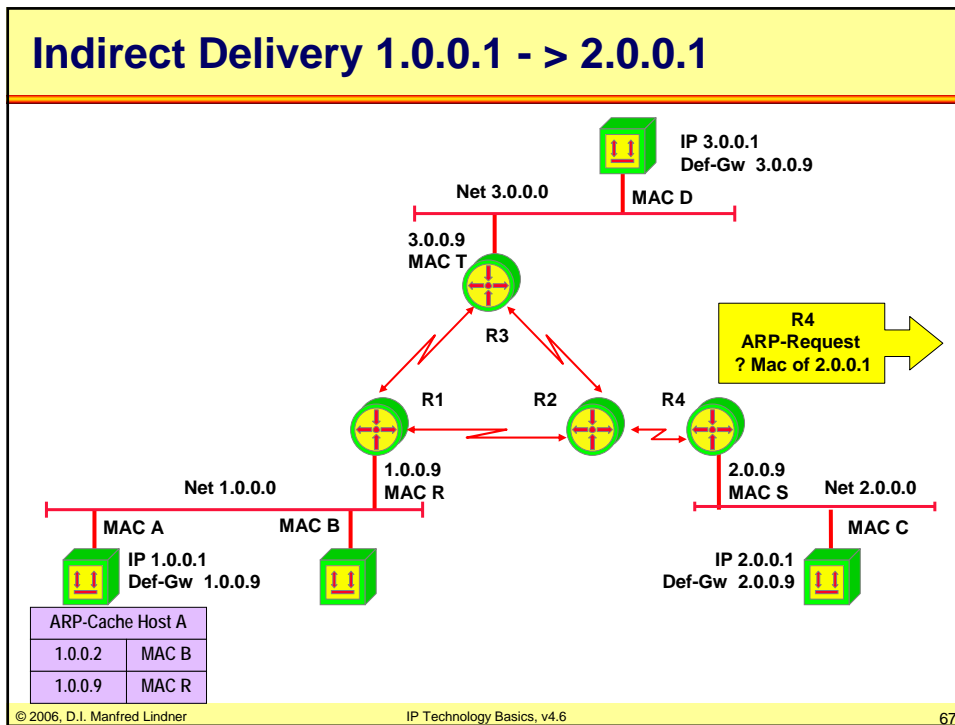 Indirect Delivery 1.0.0.1 - > 2.0.0.1
IP 3.0.0.1
Def-Gw 3.0.0.9
Net 3.0.0.0
MAC D
3.0.0.9
MAC T
R3
R4
ARP-Request
? Mac of 2.0.0.1
R1
R2
R4
1.0.0.9
MAC R
2.0.0.9
MAC S
Net 1.0.0.0
Net 2.0.0.0
MAC A
MAC B
MAC C
IP 1.0.0.1
Def-Gw 1.0.0.9
IP 2.0.0.1
Def-Gw 2.0.0.9
ARP-Cache Host A
1.0.0.2 MAC B
1.0.0.9 MAC R
© 2006, D.I. Manfred Lindner IP Technology Basics, v4.6 67